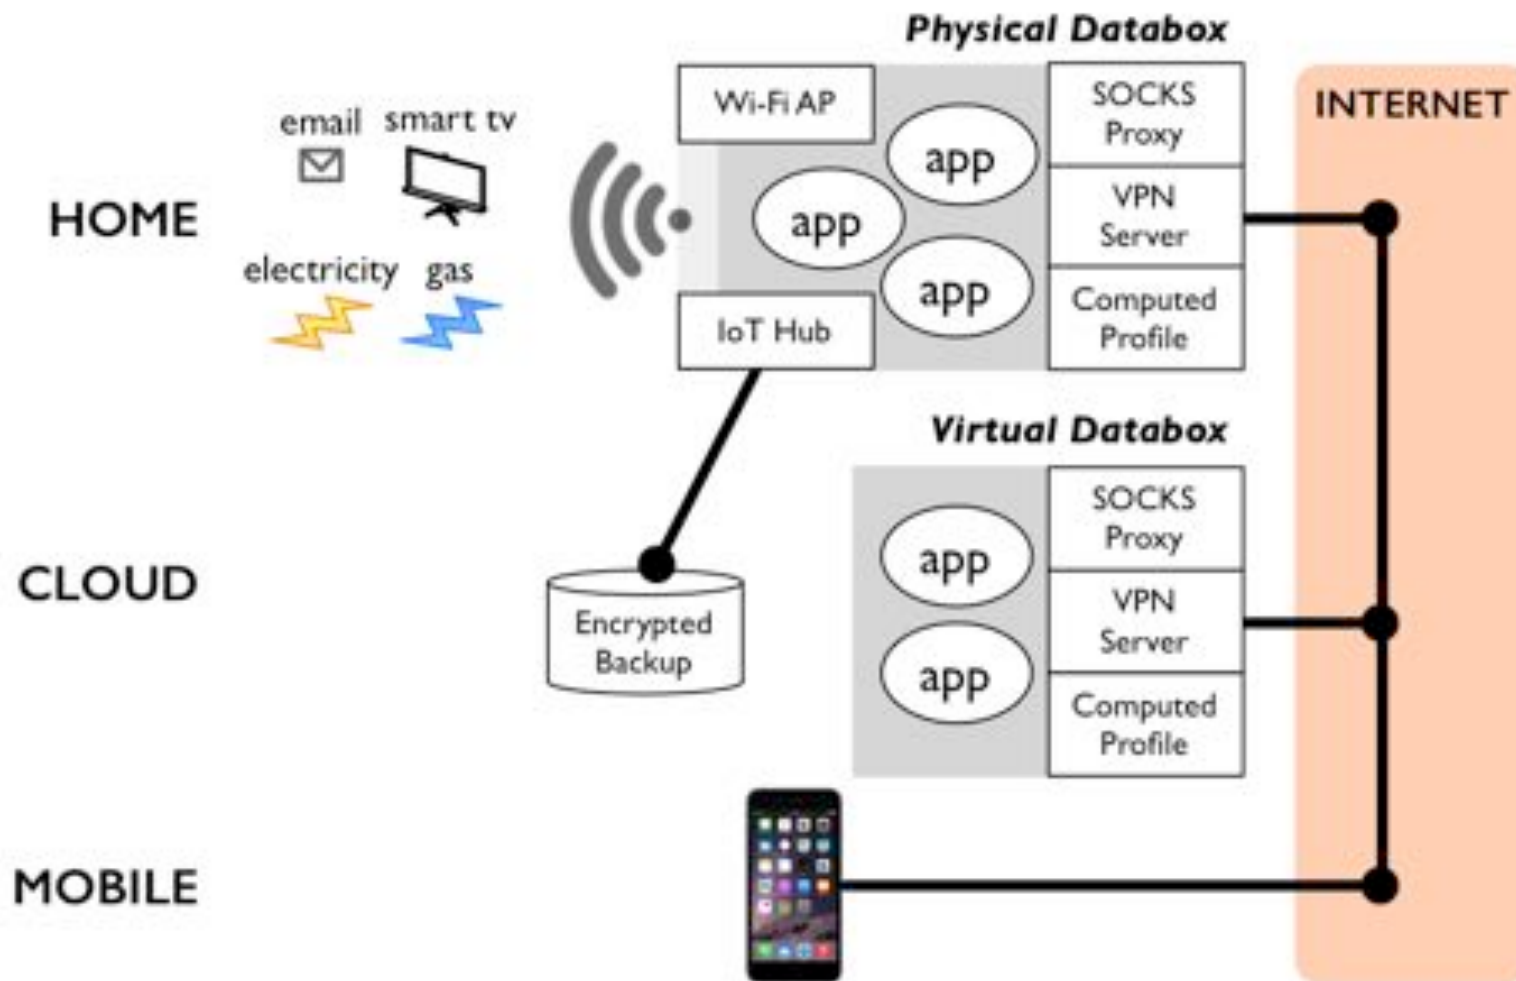 Physical Databox
Wi-Fi AP
SOCKS
Proxy
INTERNET
email smart tv
app
HOME
app
VPN
Server
electricity gas
app
IoT Hub
Computed
Profile
Virtual Databox
SOCKS
Proxy
CLOUD
app
Encrypted
Backup
VPN
Server
app
Computed
Profile
MOBILE